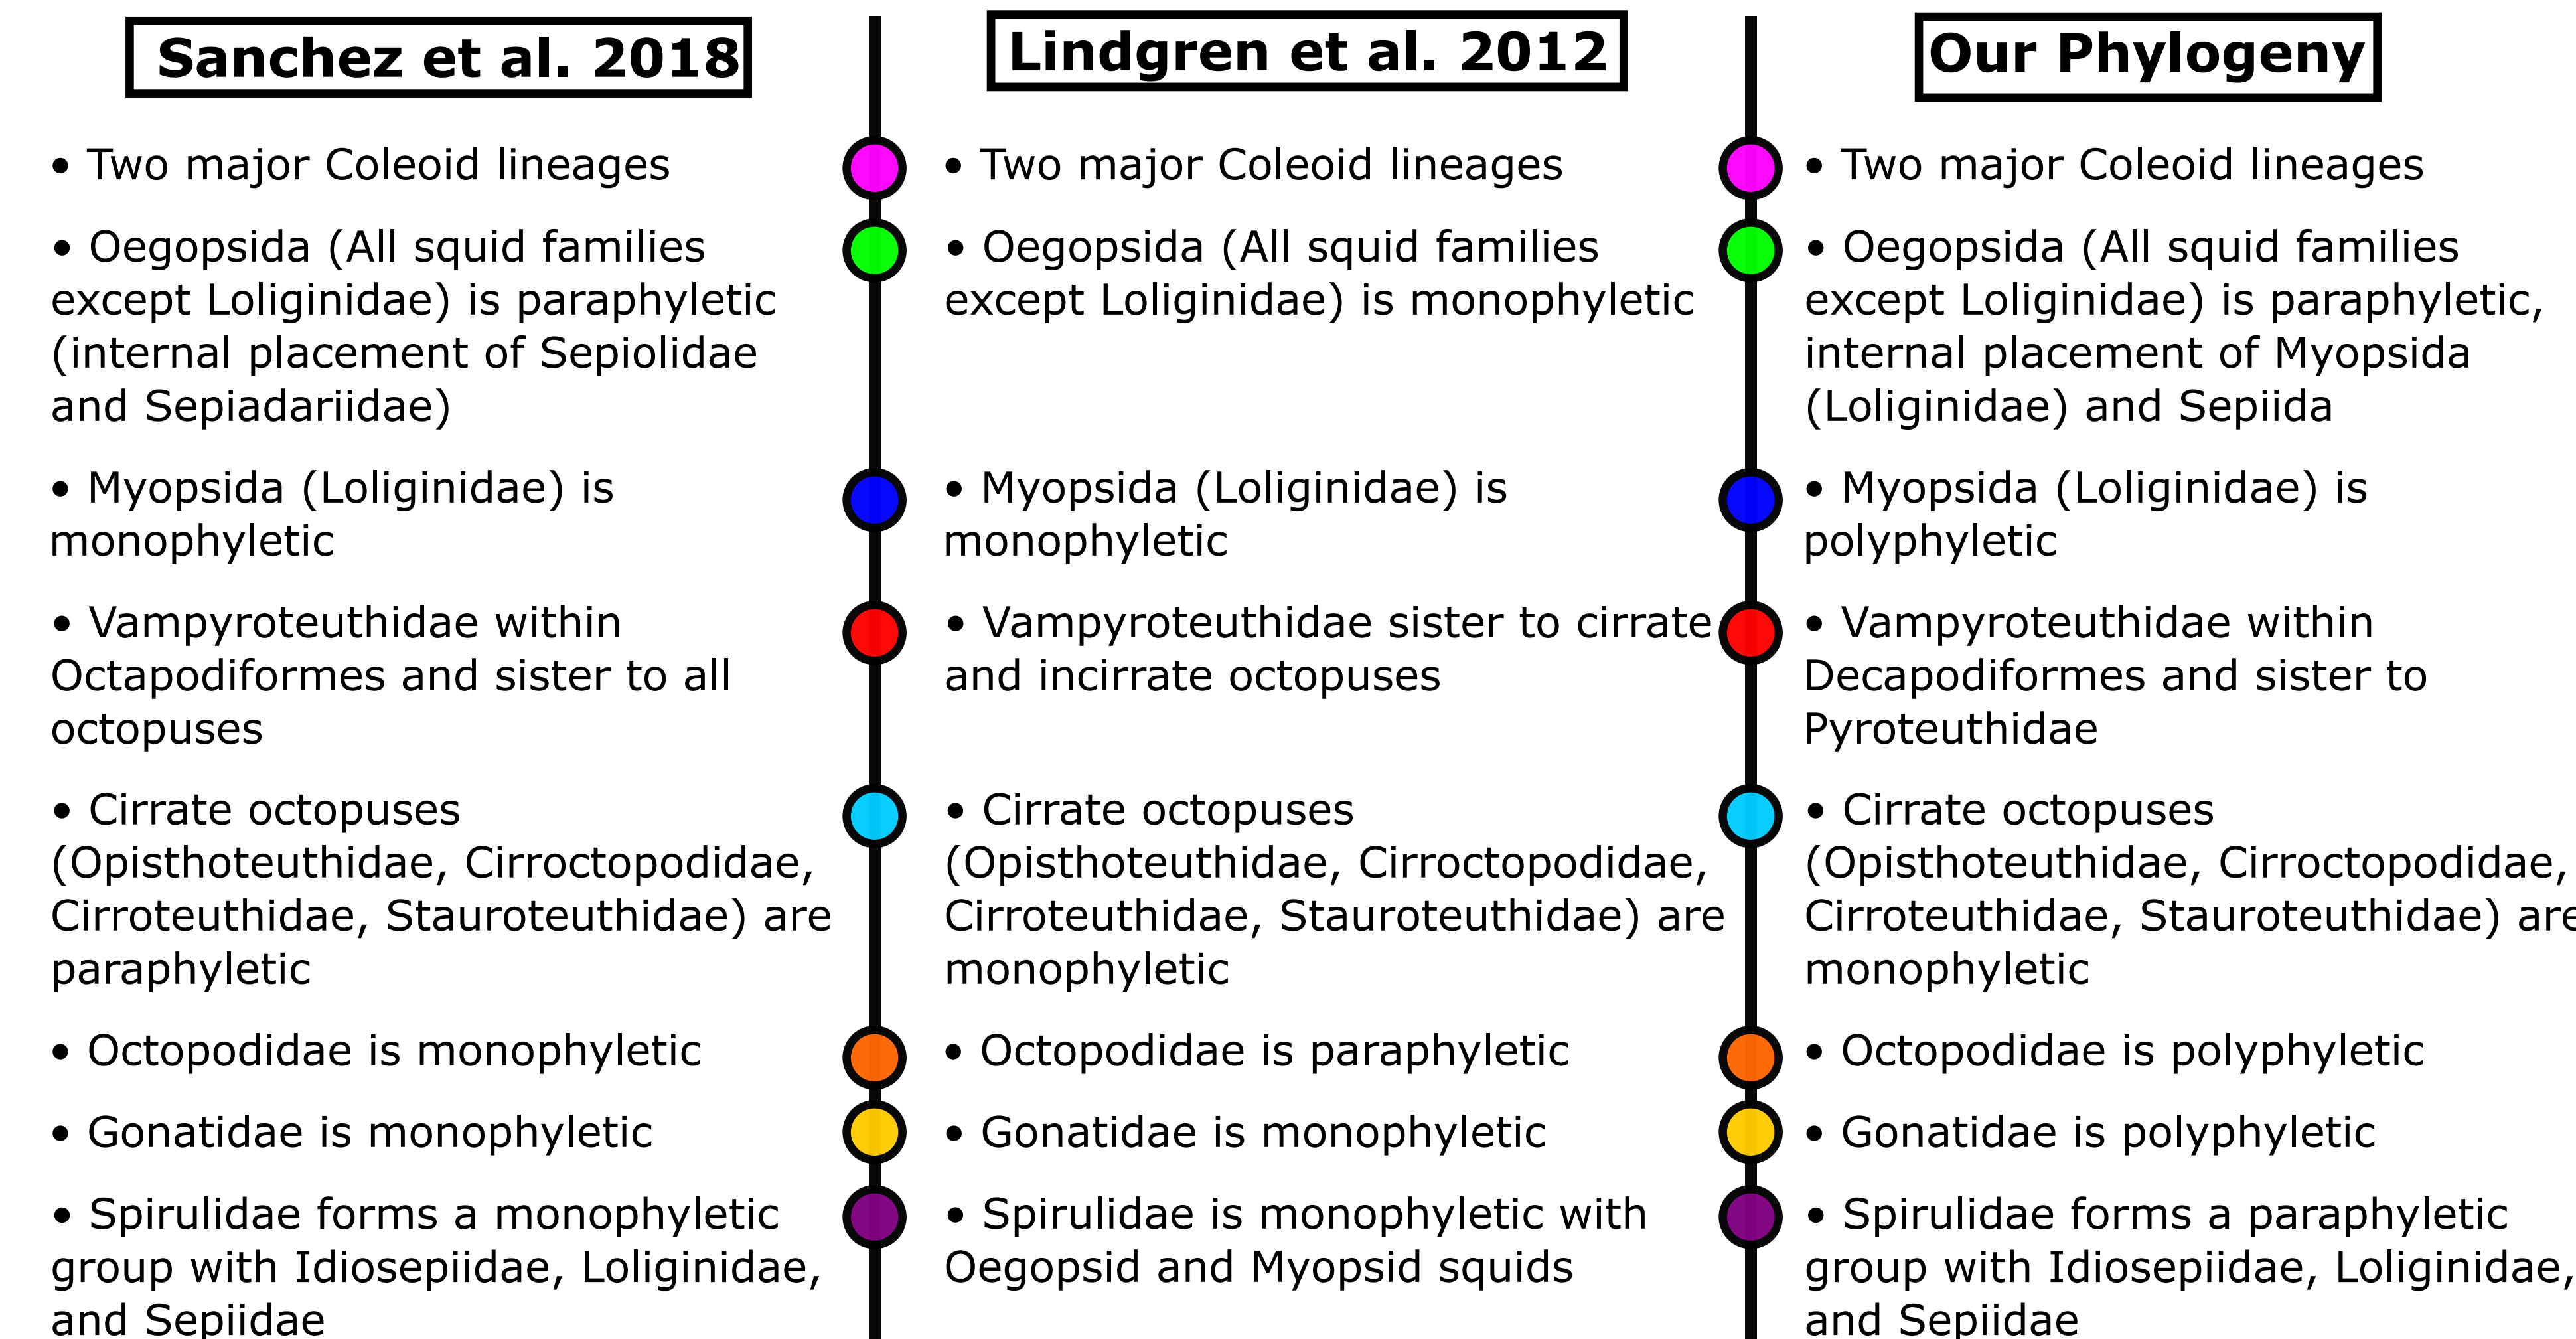 Sanchez et al. 2018
• Two major Coleoid lineages
• Oegopsida (All squid families
except Loliginidae) is paraphyletic
(internal placement of Sepiolidae
and Sepiadariidae)
• Myopsida (Loliginidae) is
monophyletic
• Vampyroteuthidae within
Octapodiformes and sister to all
octopuses
• Cirrate octopuses
(Opisthoteuthidae, Cirroctopodidae,
Cirroteuthidae, Stauroteuthidae) are
paraphyletic
• Octopodidae is monophyletic
• Gonatidae is monophyletic
• Spirulidae forms a monophyletic
group with Idiosepiidae, Loliginidae,
and Sepiidae
Lindgren et al. 2012
• Two major Coleoid lineages
• Oegopsida (All squid families
except Loliginidae) is monophyletic
• Myopsida (Loliginidae) is
monophyletic
• Vampyroteuthidae sister to cirrate
and incirrate octopuses
• Cirrate octopuses
(Opisthoteuthidae, Cirroctopodidae,
Cirroteuthidae, Stauroteuthidae) are
monophyletic
• Octopodidae is paraphyletic
• Gonatidae is monophyletic
• Spirulidae is monophyletic with
Oegopsid and Myopsid squids
Our Phylogeny
• Two major Coleoid lineages
• Oegopsida (All squid families
except Loliginidae) is paraphyletic,
internal placement of Myopsida
(Loliginidae) and Sepiida
• Myopsida (Loliginidae) is
polyphyletic
• Vampyroteuthidae within
Decapodiformes and sister to
Pyroteuthidae
• Cirrate octopuses
(Opisthoteuthidae, Cirroctopodidae,
Cirroteuthidae, Stauroteuthidae) are
monophyletic
• Octopodidae is polyphyletic
• Gonatidae is polyphyletic
• Spirulidae forms a paraphyletic
group with Idiosepiidae, Loliginidae,
and Sepiidae